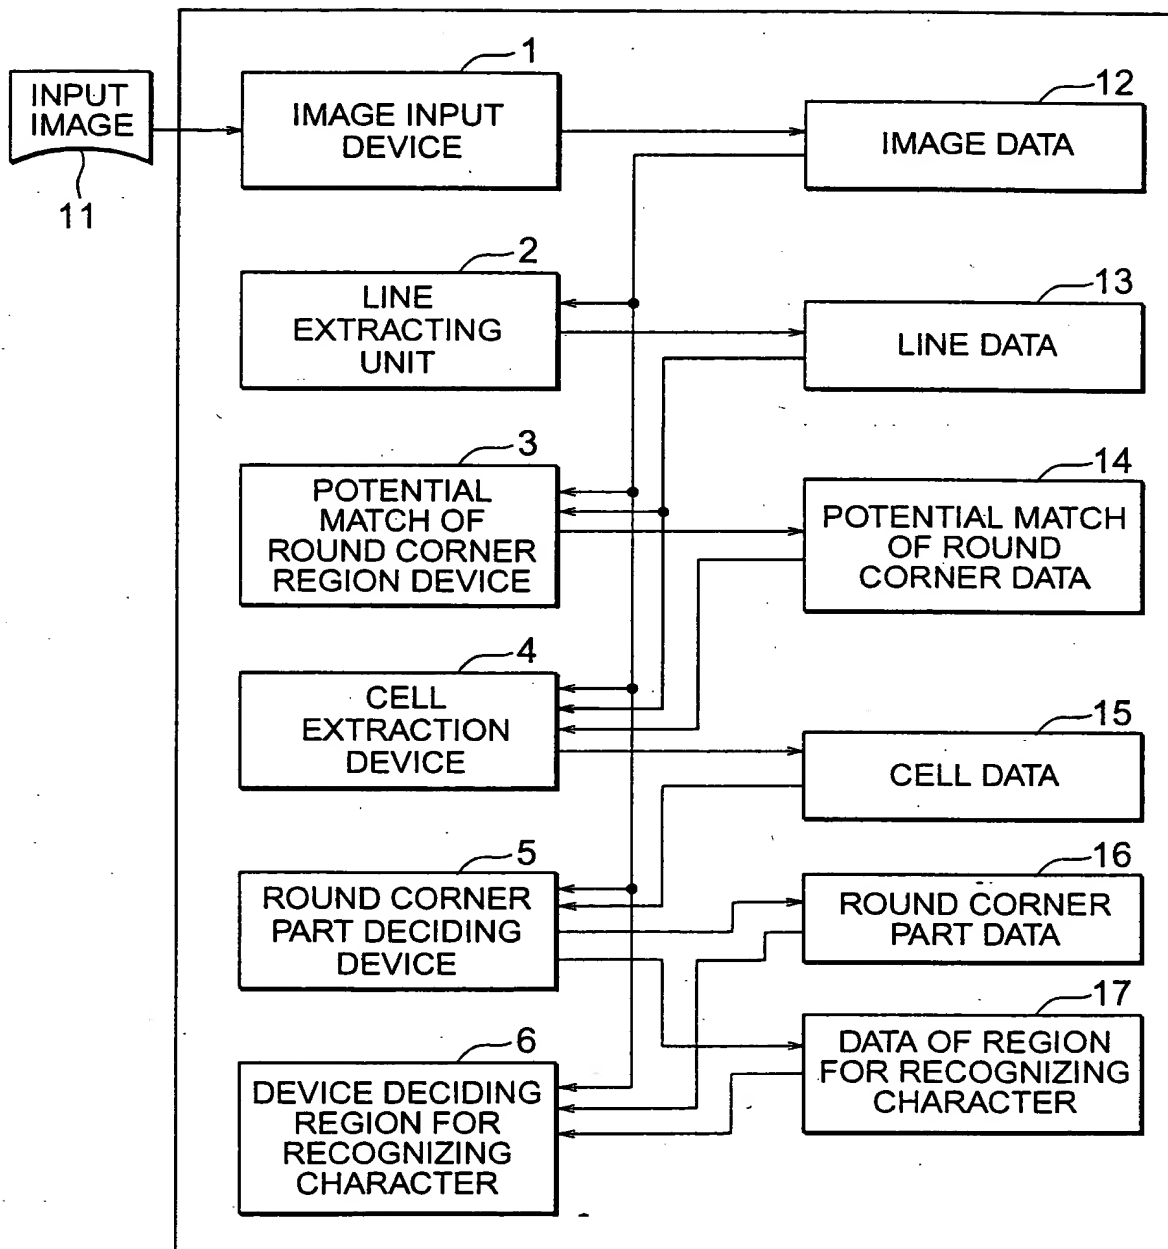 1
INPUT
IMAGE
11
IMAGE INPUT
DEVICE
12
IMAGE DATA
2
LINE
EXTRACTING
UNIT
13
LINE DATA
3
POTENTIAL
MATCH OF
ROUND CORNER
REGION DEVICE
14
POTENTIAL MATCH
OF ROUND
CORNER DATA
4
CELL
EXTRACTION
DEVICE
15
CELL DATA
5
ROUND CORNER
PART DECIDING
DEVICE
16
ROUND CORNER
PART DATA
6
DEVICE DECIDING
REGION FOR
RECOGNIZING
CHARACTER
17
DATA OF REGION
FOR RECOGNIZING
CHARACTER